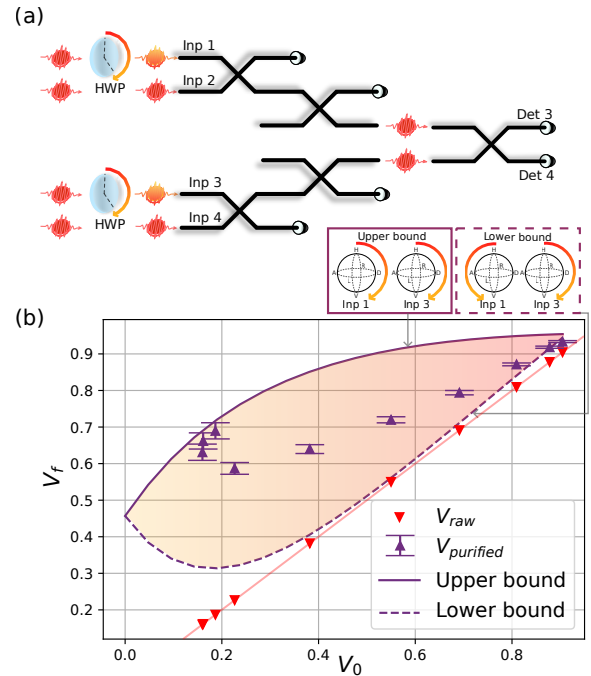 (a)
Inp 1
HWP
Inp 2
Det 3
Det 4
Inp 3
HWP
Inp 4
Upper bound
Lower bound
H
H
H
H
A
R
D
A
R
D
A
R
D
A
R
D
L
L
L
L
V
V
V
V
Inp 1
Inp 3
Inp 1
Inp 3
(b)
0.9
0.8
0.7
0.6
0.5
0.4
0.3
0.2
V_f
V_raw
V_purified
Upper bound
Lower bound
0.0
0.2
0.4
0.6
0.8
V_0